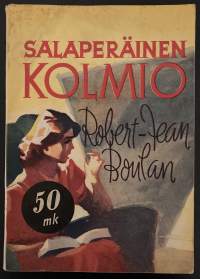 SALAPERÄINEN
KOLMIO
Robert-Jean
Boulan
50
mk